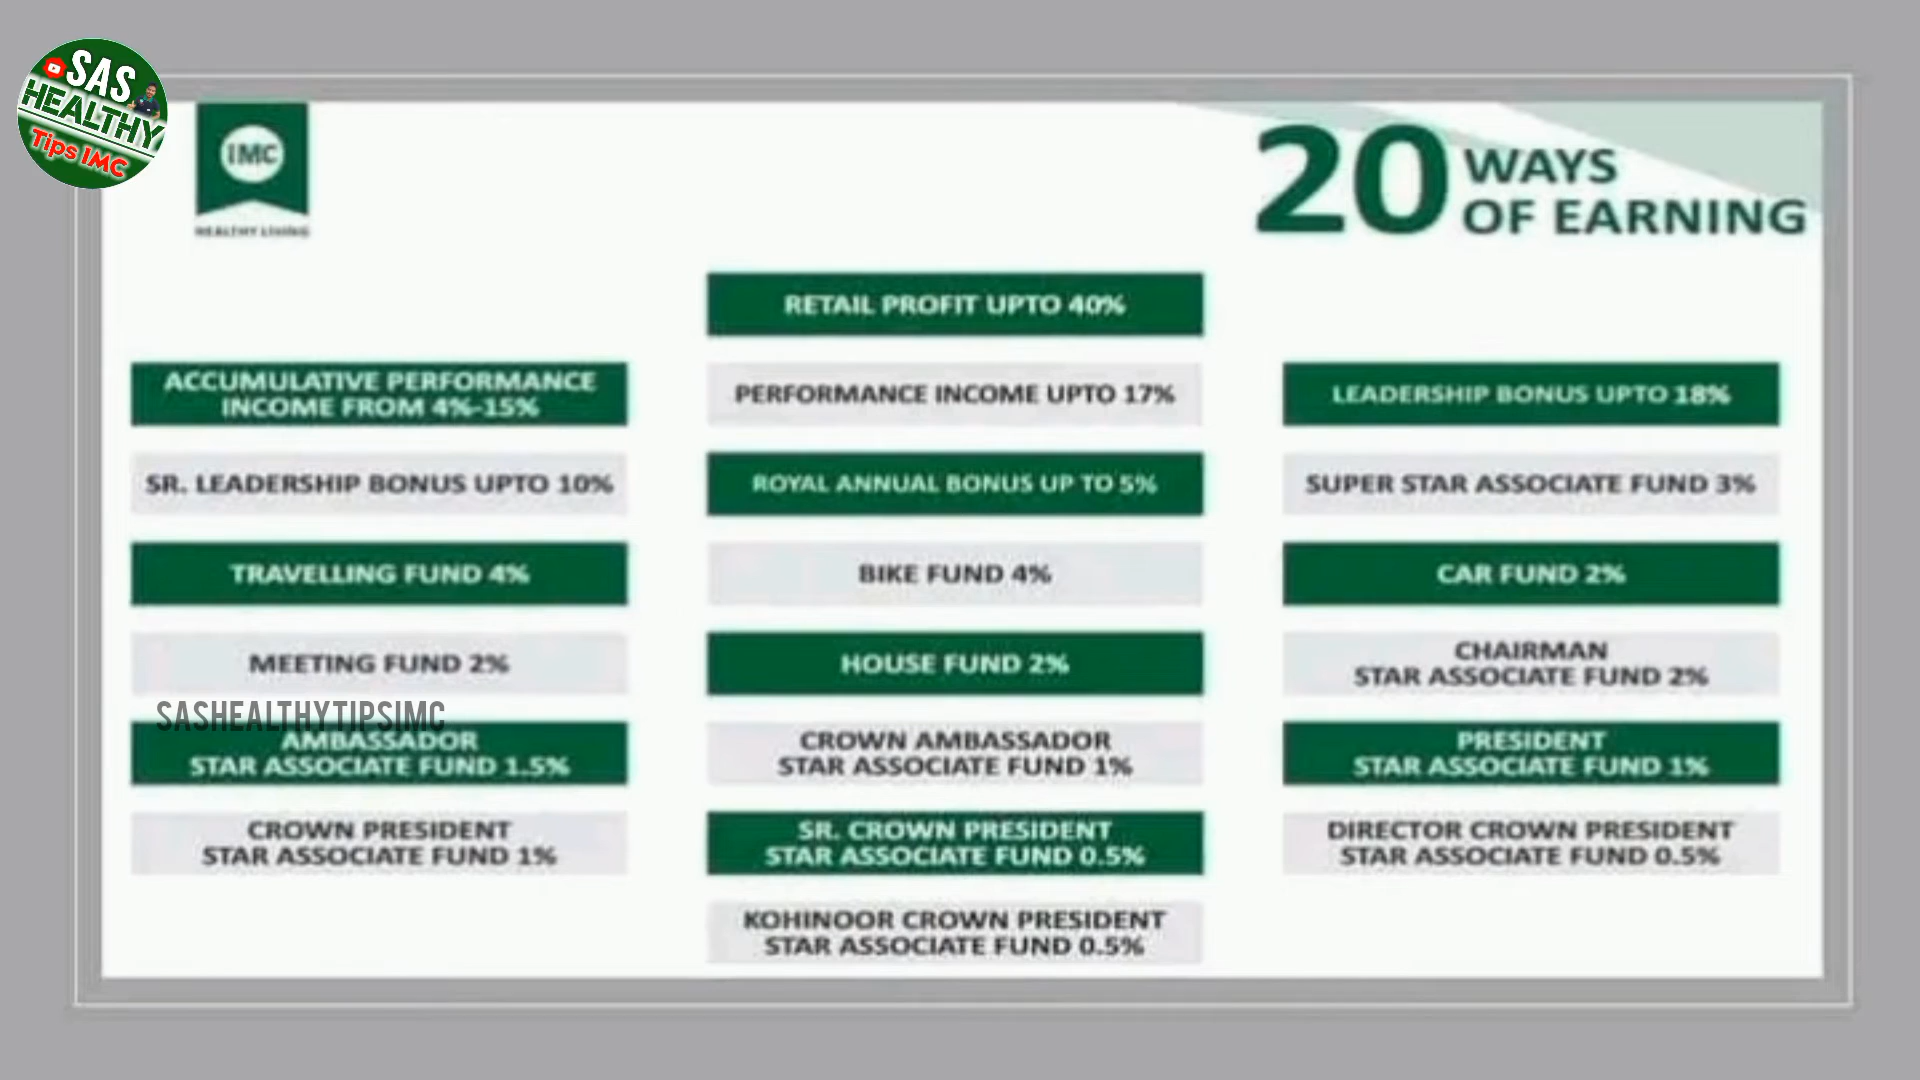 SAS
HEALTHY
Tips IMC
IMC
HEALTHY LIVING
20 WAYS
OF EARNING
RETAIL PROFIT UPTO 40%
ACCUMULATIVE PERFORMANCE
INCOME FROM 4%-15%
PERFORMANCE INCOME UPTO 17%
LEADERSHIP BONUS UPTO 18%
SR. LEADERSHIP BONUS UPTO 10%
ROYAL ANNUAL BONUS UP TO 5%
SUPER STAR ASSOCIATE FUND 3%
TRAVELLING FUND 4%
BIKE FUND 4%
CAR FUND 2%
MEETING FUND 2%
HOUSE FUND 2%
CHAIRMAN
STAR ASSOCIATE FUND 2%
SASHEALTHYTIPSIMC
AMBASSADOR
STAR ASSOCIATE FUND 1.5%
CROWN AMBASSADOR
STAR ASSOCIATE FUND 1%
PRESIDENT
STAR ASSOCIATE FUND 1%
CROWN PRESIDENT
STAR ASSOCIATE FUND 1%
SR. CROWN PRESIDENT
STAR ASSOCIATE FUND 0.5%
DIRECTOR CROWN PRESIDENT
STAR ASSOCIATE FUND 0.5%
KOHINOOR CROWN PRESIDENT
STAR ASSOCIATE FUND 0.5%